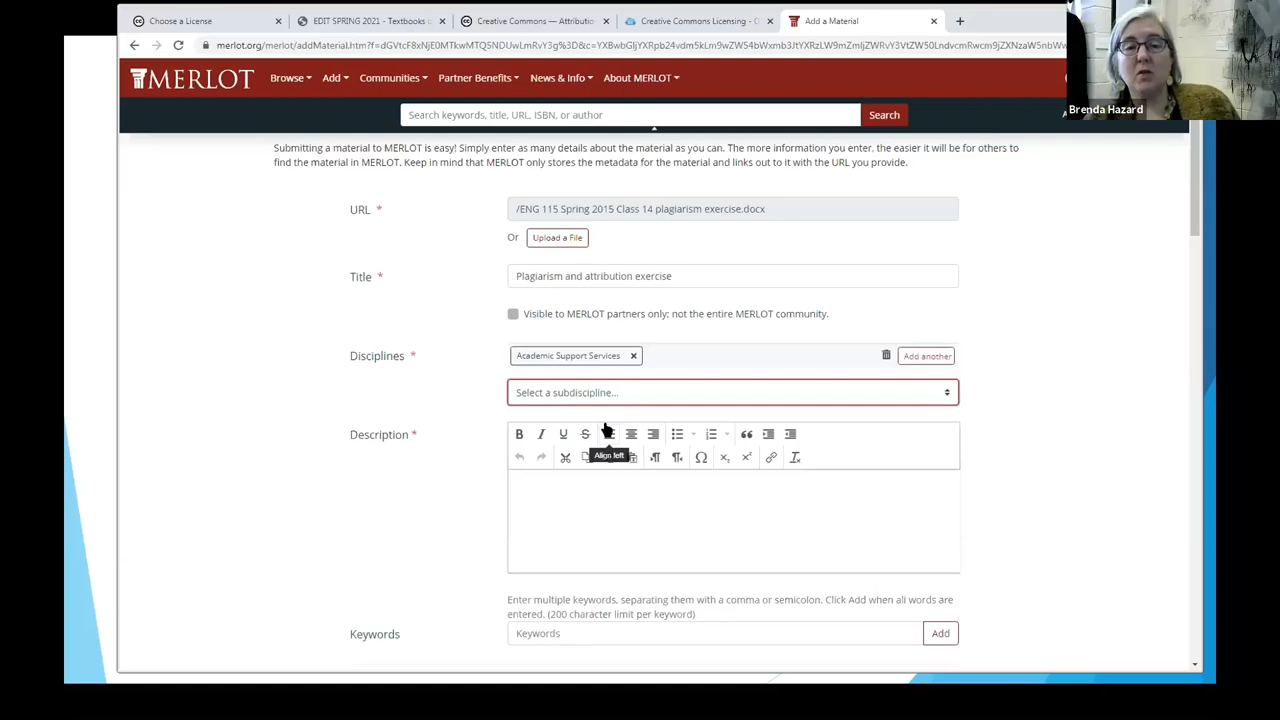 Choose a License
EDIT SPRING 2021 - Textbooks
Creative Commons — Attributio
Creative Commons Licensing - O
Add a Material
merlot.org/merlot/addMaterial.htm?
MERLOT
Browse
Add
Communities
Partner Benefits
News & Info
About MERLOT
Search keywords, title, URL, ISBN, or author
Search
Brenda Hazard
Submitting a material to MERLOT is easy! Simply enter as many details about the material as you can. The more information you enter, the easier it will be for others to
find the material in MERLOT. Keep in mind that MERLOT only stores the metadata for the material and links out to it with the URL you provide.
URL *
/ENG 115 Spring 2015 Class 14 plagiarism exercise.docx
Or Upload a File
Title *
Plagiarism and attribution exercise
Visible to MERLOT partners only; not the entire MERLOT community.
Disciplines *
Academic Support Services
Add another
Select a subdiscipline...
Description *
Align left
Enter multiple keywords, separating them with a comma or semicolon. Click Add when all words are
entered. (200 character limit per keyword)
Keywords
Keywords
Add